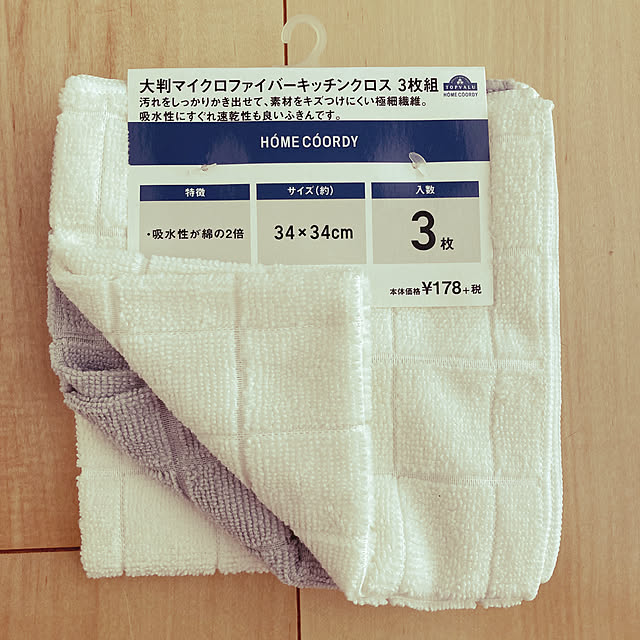 大判マイクロファイバーキッチンクロス 3枚組
汚れをしっかりかき出せて、素材をキズつけにくい極細繊維。
吸水性にすぐれ速乾性も良いふきんです。
TOPVALU
HOME COORDY
HÓME CÓORDY
特徴
・吸水性が綿の2倍
サイズ(約)
34×34cm
入数
3枚
本体価格 ¥178+税